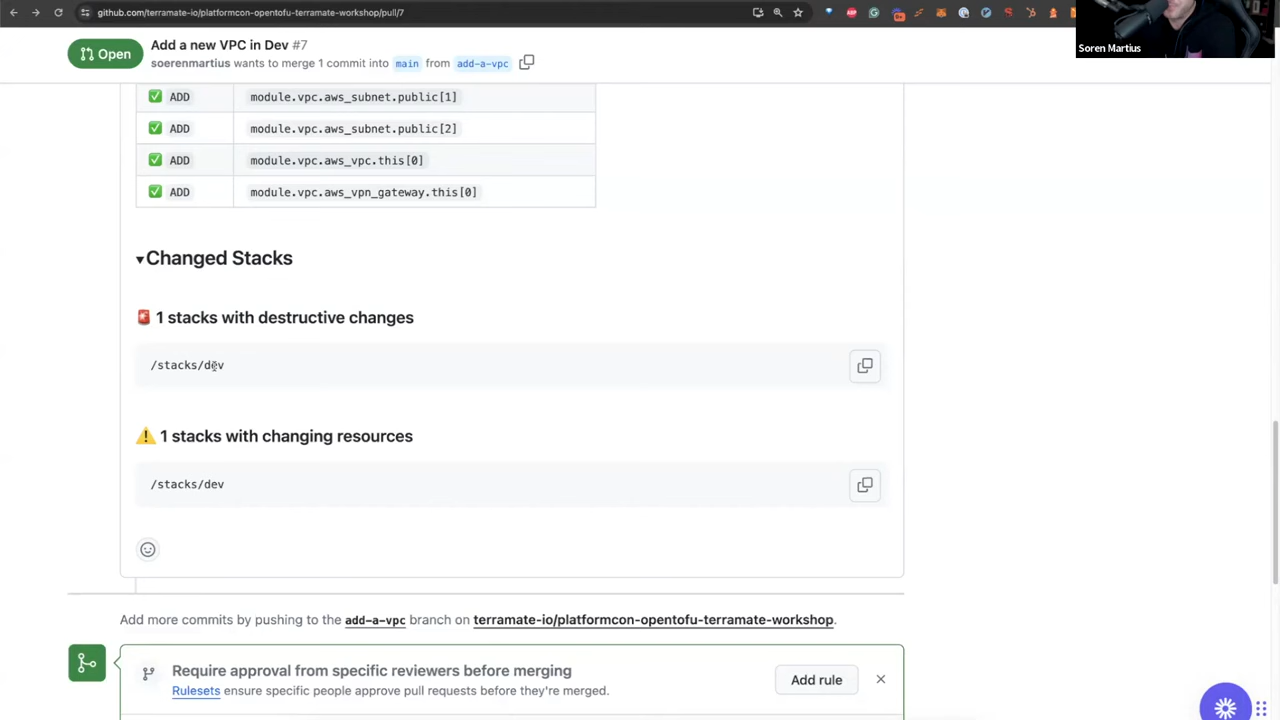 github.com/terramate-io/platformcon-opentofu-terramate-workshop/pull/7
Soren Martius
Open
Add a new VPC in Dev #7
soerenmartius wants to merge 1 commit into main from add-a-vpc
ADD module.vpc.aws_subnet.public[1]
ADD module.vpc.aws_subnet.public[2]
ADD module.vpc.aws_vpc.this[0]
ADD module.vpc.aws_vpn_gateway.this[0]
Changed Stacks
1 stacks with destructive changes
/stacks/dev
1 stacks with changing resources
/stacks/dev
Add more commits by pushing to the add-a-vpc branch on terramate-io/platformcon-opentofu-terramate-workshop.
Require approval from specific reviewers before merging
Rulesets ensure specific people approve pull requests before they're merged.
Add rule